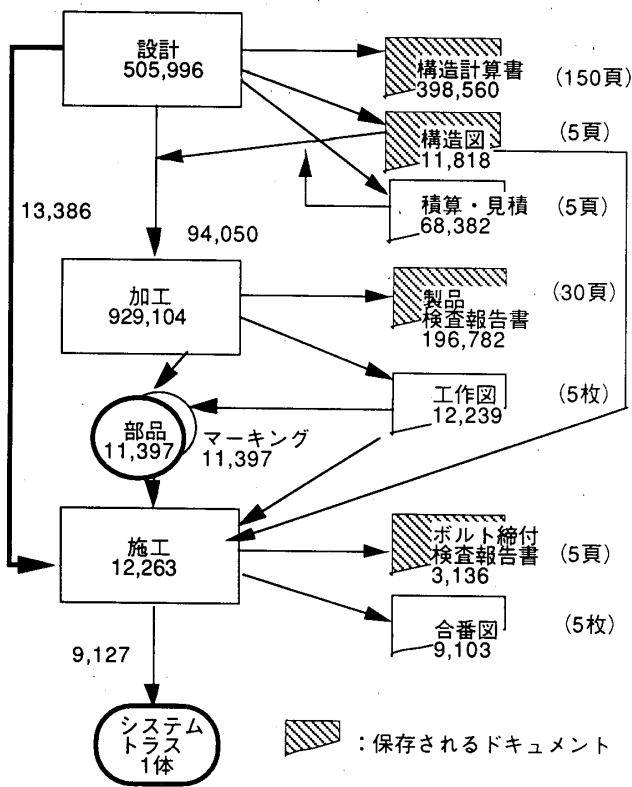 設計
505,996
構造計算書
398,560
(150頁)
構造図
11,818
(5頁)
積算・見積
68,382
(5頁)
13,386
94,050
加工
929,104
製品
検査報告書
196,782
(30頁)
工作図
12,239
(5枚)
部品
11,397
マーキング
11,397
施工
12,263
ボルト締付
検査報告書
3,136
(5頁)
合番図
9,103
(5枚)
9,127
システム
トラス
1体
:保存されるドキュメント